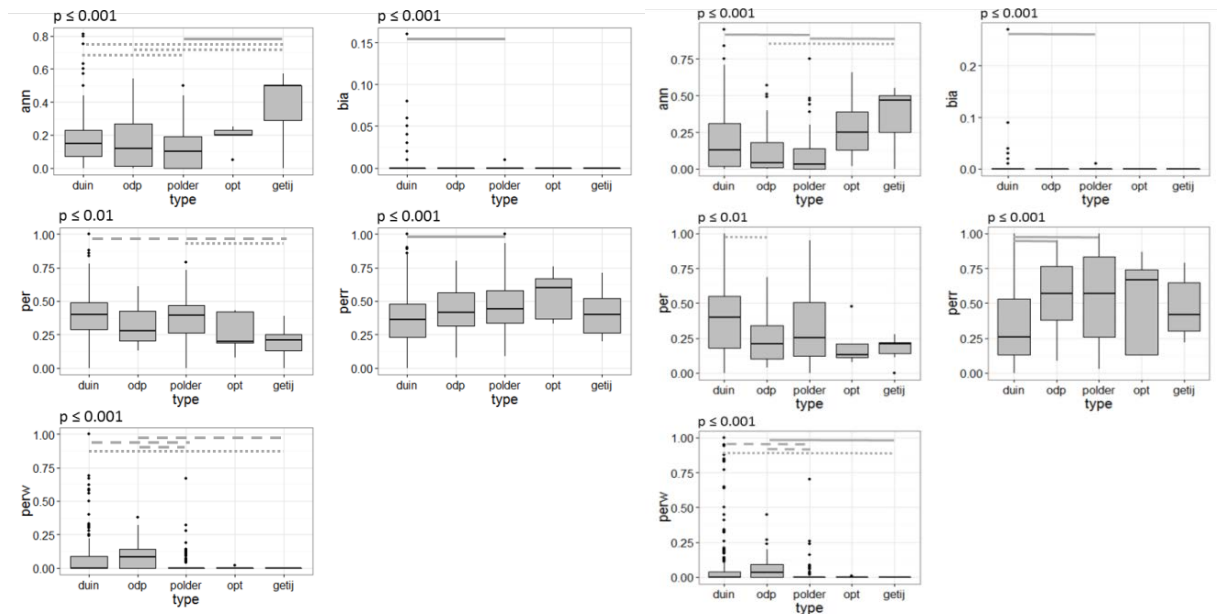 p ≤ 0.001
ann
0.8
0.6
0.4
0.2
0.0
duin odp polder opt getij
type
p ≤ 0.001
bia
0.15
0.10
0.05
0.00
duin odp polder opt getij
type
p ≤ 0.001
ann
0.75
0.50
0.25
0.00
duin odp polder opt getij
type
p ≤ 0.001
bia
0.2
0.1
0.0
duin odp polder opt getij
type
p ≤ 0.01
per
1.00
0.75
0.50
0.25
0.00
duin odp polder opt getij
type
p ≤ 0.001
perr
1.00
0.75
0.50
0.25
0.00
duin odp polder opt getij
type
p ≤ 0.01
per
1.00
0.75
0.50
0.25
0.00
duin odp polder opt getij
type
p ≤ 0.001
perr
1.00
0.75
0.50
0.25
0.00
duin odp polder opt getij
type
p ≤ 0.001
perw
1.00
0.75
0.50
0.25
0.00
duin odp polder opt getij
type
p ≤ 0.001
perw
1.00
0.75
0.50
0.25
0.00
duin odp polder opt getij
type